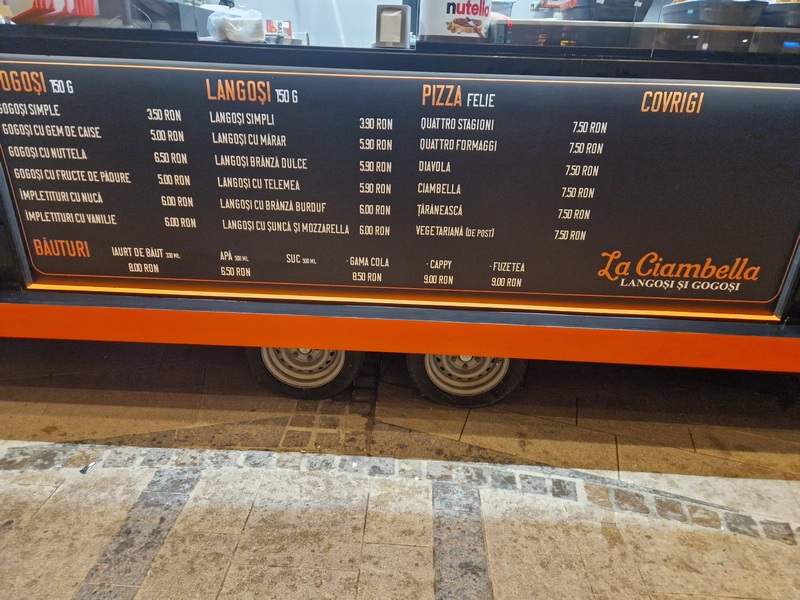 nutella
OGOȘI 150 G
GOGOȘI SIMPLE 3.50 RON
GOGOȘI CU GEM DE CAISE 5.00 RON
GOGOȘI CU NUTTELA 6.50 RON
GOGOȘI CU FRUCTE DE PĂDURE 5.00 RON
ÎMPLETITURI CU NUCĂ 6.00 RON
ÎMPLETITURI CU VANILIE 6.00 RON
LANGOȘI 150 G
LANGOȘI SIMPLI 3.90 RON
LANGOȘI CU MĂRAR 5.90 RON
LANGOȘI BRÂNZĂ DULCE 5.90 RON
LANGOȘI CU TELEMEA 5.90 RON
LANGOȘI CU BRÂNZĂ BURDUF 6.00 RON
LANGOȘI CU ȘUNCĂ ȘI MOZZARELLA 6.00 RON
PIZZA FELIE
QUATTRO STAGIONI 7.50 RON
QUATTRO FORMAGGI 7.50 RON
DIAVOLA 7.50 RON
CIAMBELLA 7.50 RON
ȚĂRĂNEASCĂ 7.50 RON
VEGETARIANĂ (DE POST) 7.50 RON
COVRIGI
BĂUTURI
IAURT DE BĂUT 330 ML
8.00 RON
APĂ 500 ML
6.50 RON
SUC 500 ML
· GAMA COLA
8.50 RON
· CAPPY
9.00 RON
· FUZETEA
9.00 RON
La Ciambella
LANGOȘI ȘI GOGOȘI